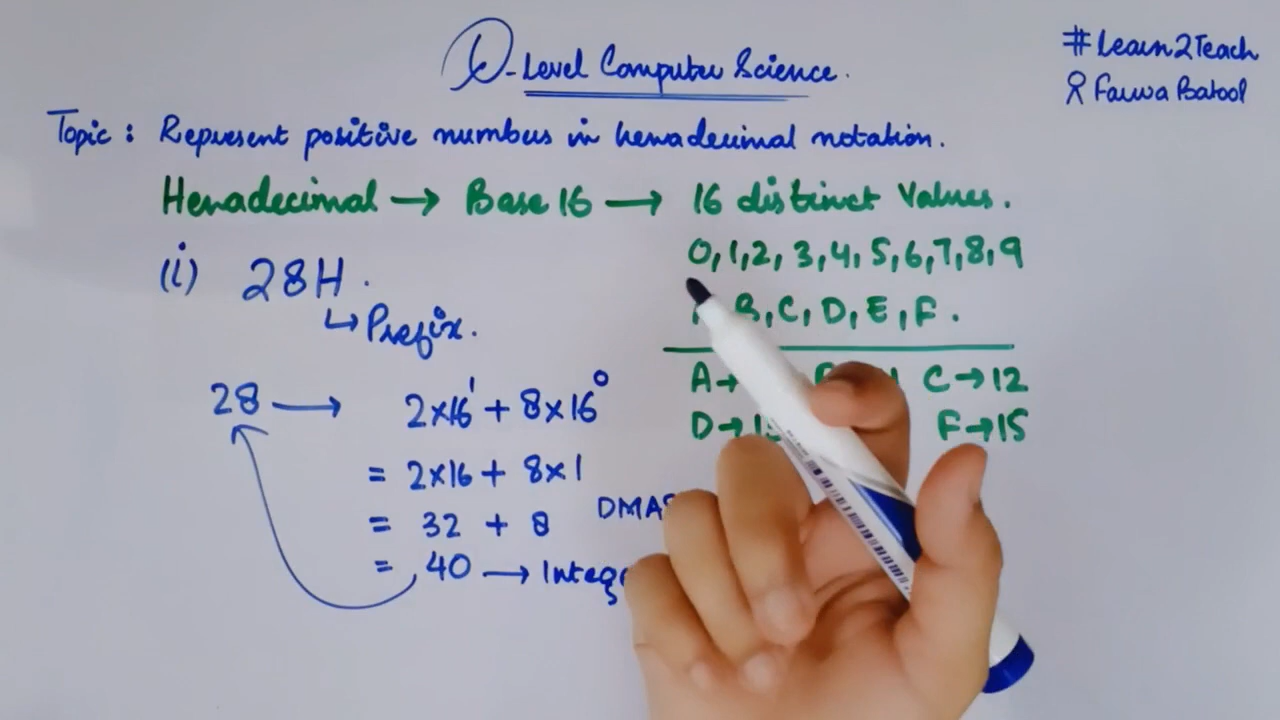 O-Level Computer Science.
#Learn2Teach
Farwa Batool
Topic: Represent positive numbers in hexadecimal notation.
Hexadecimal → Base 16 → 16 distinct values.
(i) 28H.
↳ Prefix.
0, 1, 2, 3, 4, 5, 6, 7, 8, 9
B, C, D, E, F.
A→ C→12
D→ F→15
28 → 2×16¹ + 8×16⁰
= 2×16 + 8×1
= 32 + 8
= 40 →